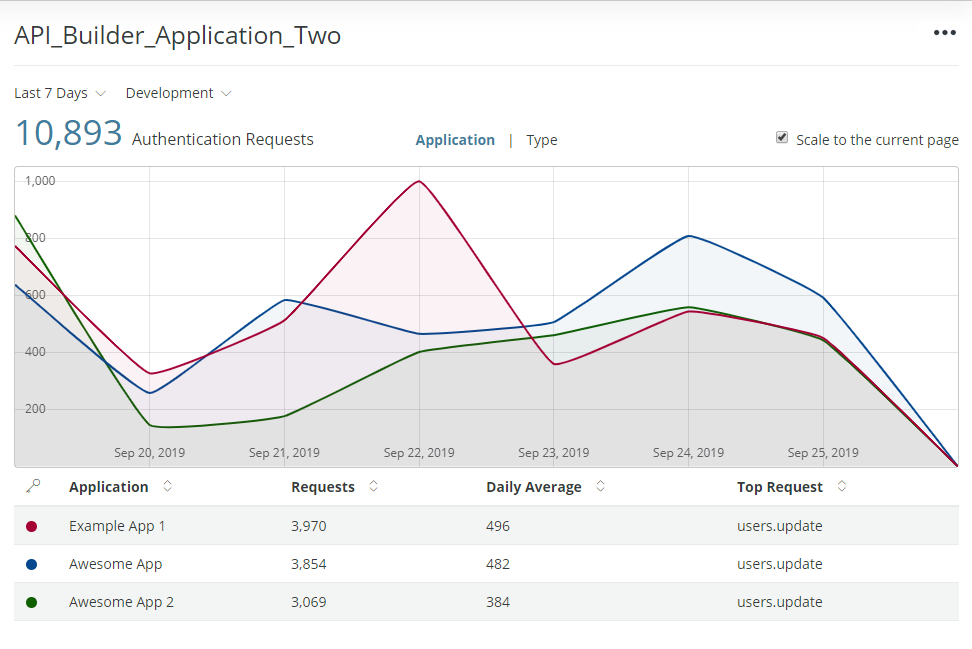 API_Builder_Application_Two
Last 7 Days Development
10,893 Authentication Requests Application | Type Scale to the current page
1,000
800
600
400
200
Sep 20, 2019 Sep 21, 2019 Sep 22, 2019 Sep 23, 2019 Sep 24, 2019 Sep 25, 2019
Application Requests Daily Average Top Request
Example App 1 3,970 496 users.update
Awesome App 3,854 482 users.update
Awesome App 2 3,069 384 users.update